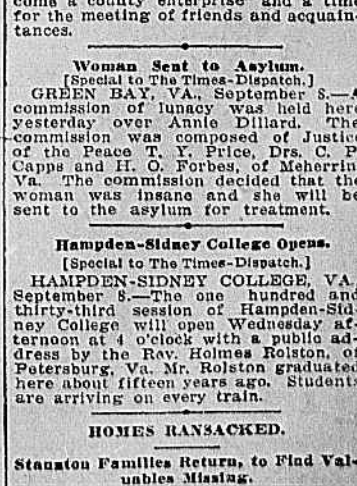 come a county enterprise and a time
for the meeting of friends and acquain-
tances.
Woman Sent to Asylum.
[Special to The Times-Dispatch.]
GREEN BAY, VA., September 8.—A
commission of lunacy was held here
yesterday over Annie Dillard. The
commission was composed of Justice
of the Peace T. Y. Price, Drs. C. P.
Capps and H. O. Forbes, of Meherrin,
Va. The commission decided that the
woman was insane and she will be
sent to the asylum for treatment.
Hampden-Sidney College Opens.
[Special to The Times-Dispatch.]
HAMPDEN-SIDNEY COLLEGE, VA.,
September 8.—The one hundred and
thirty-third session of Hampden-Sid-
ney College will open Wednesday af-
ternoon at 4 o'clock with a public ad-
dress by the Rev. Holmes Rolston, of
Petersburg, Va. Mr. Rolston graduated
here about fifteen years ago. Students
are arriving on every train.
HOMES RANSACKED.
Staunton Families Return, to Find Val-
uables Missing.